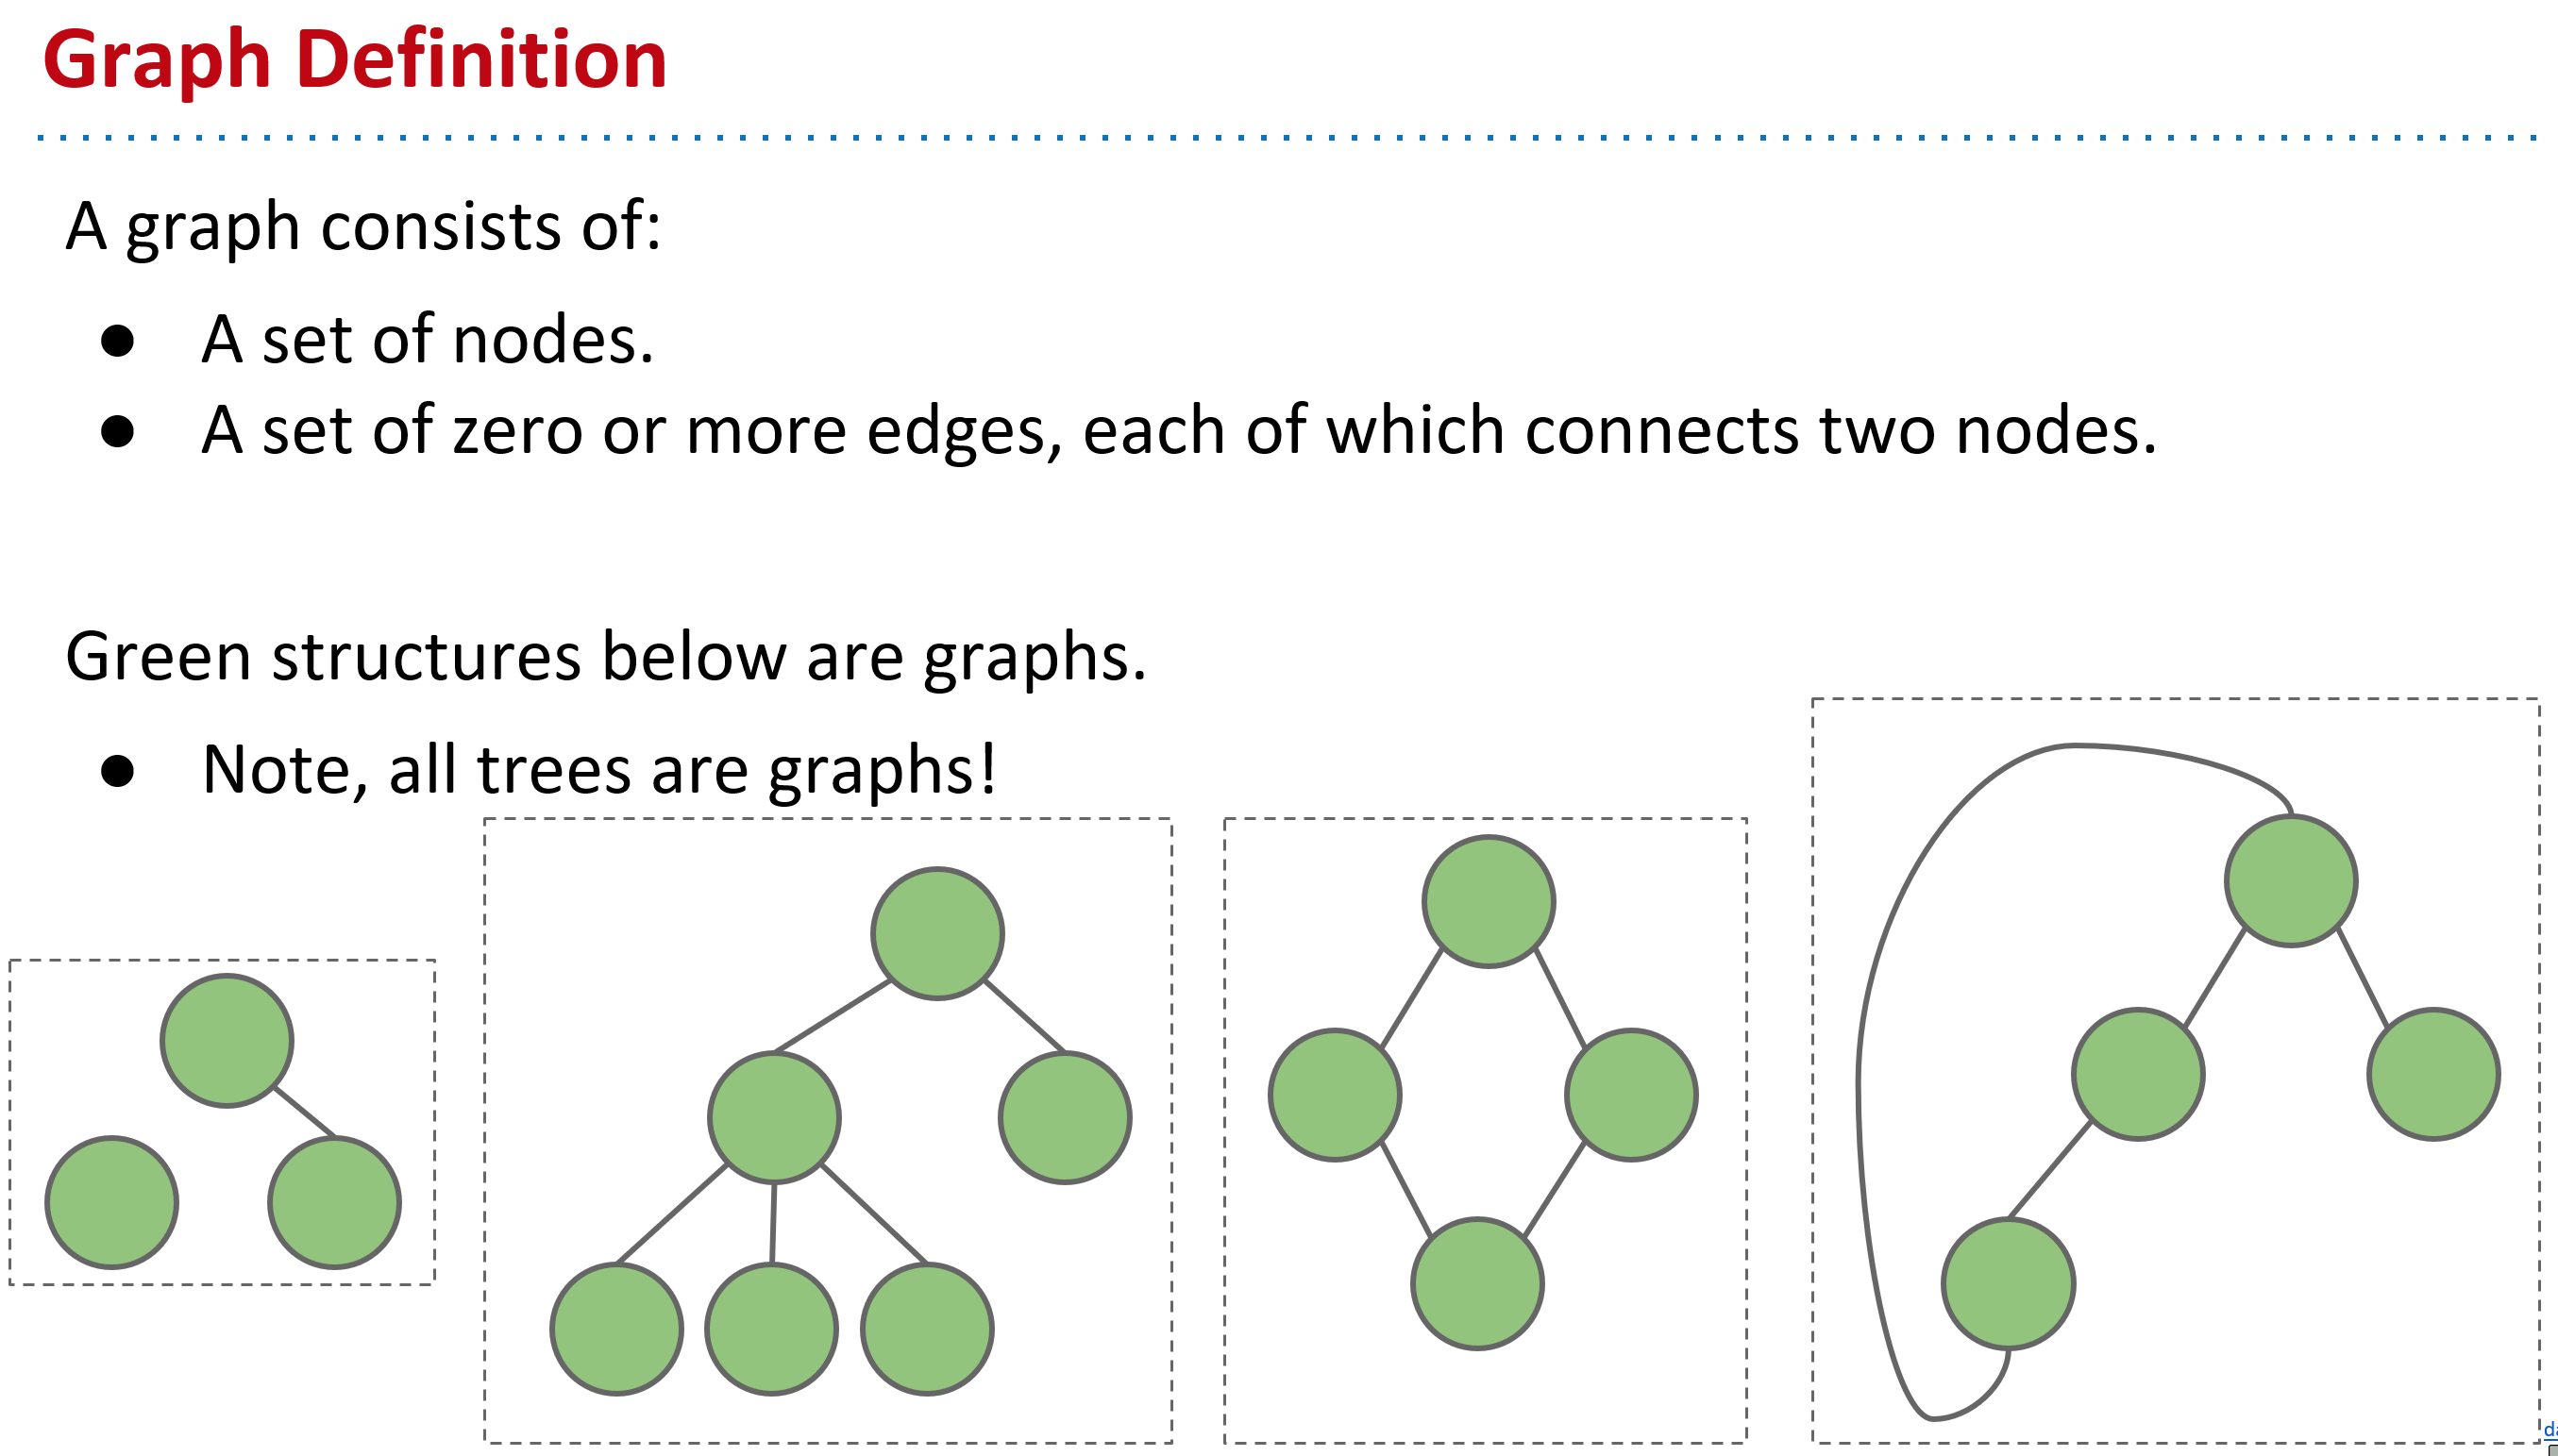 Graph Definition
A graph consists of:
● A set of nodes.
● A set of zero or more edges, each of which connects two nodes.
Green structures below are graphs.
● Note, all trees are graphs!